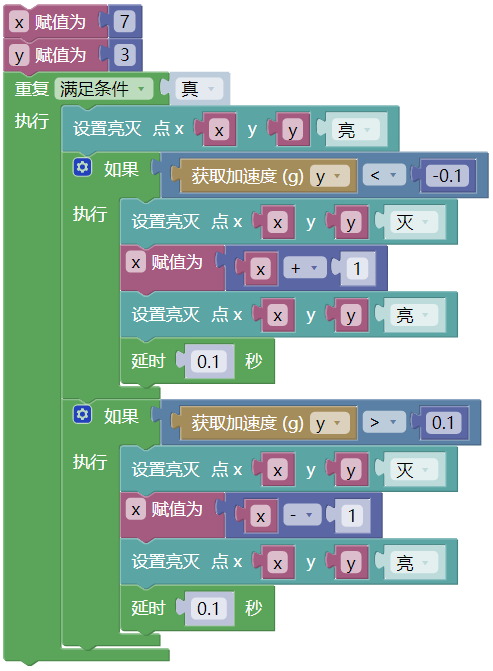 x 赋值为 7
y 赋值为 3
重复 满足条件 真
执行 设置亮灭 点 x x y y 亮
如果 获取加速度 (g) y < -0.1
执行 设置亮灭 点 x x y y 灭
x 赋值为 x + 1
设置亮灭 点 x x y y 亮
延时 0.1 秒
如果 获取加速度 (g) y > 0.1
执行 设置亮灭 点 x x y y 灭
x 赋值为 x - 1
设置亮灭 点 x x y y 亮
延时 0.1 秒